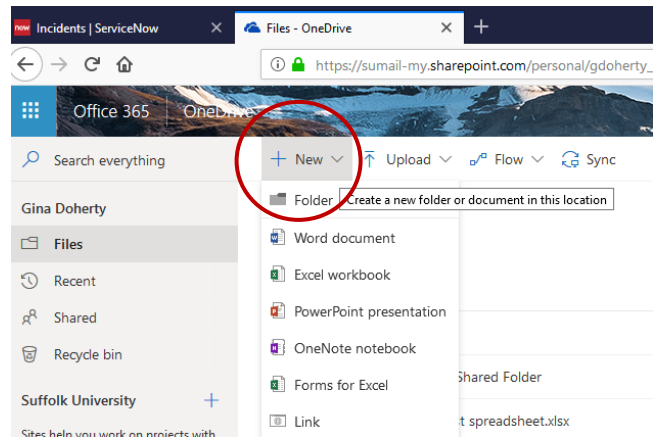 now Incidents | ServiceNow
Files - OneDrive
https://sumail-my.sharepoint.com/personal/gdoherty_
Office 365 OneDrive
Search everything
+ New Upload Flow Sync
Folder Create a new folder or document in this location
Gina Doherty
Word document
Files
Excel workbook
Recent
PowerPoint presentation
Shared
OneNote notebook
Recycle bin
Forms for Excel
Shared Folder
Suffolk University +
Link
t spreadsheet.xlsx
Sites help you work on projects with